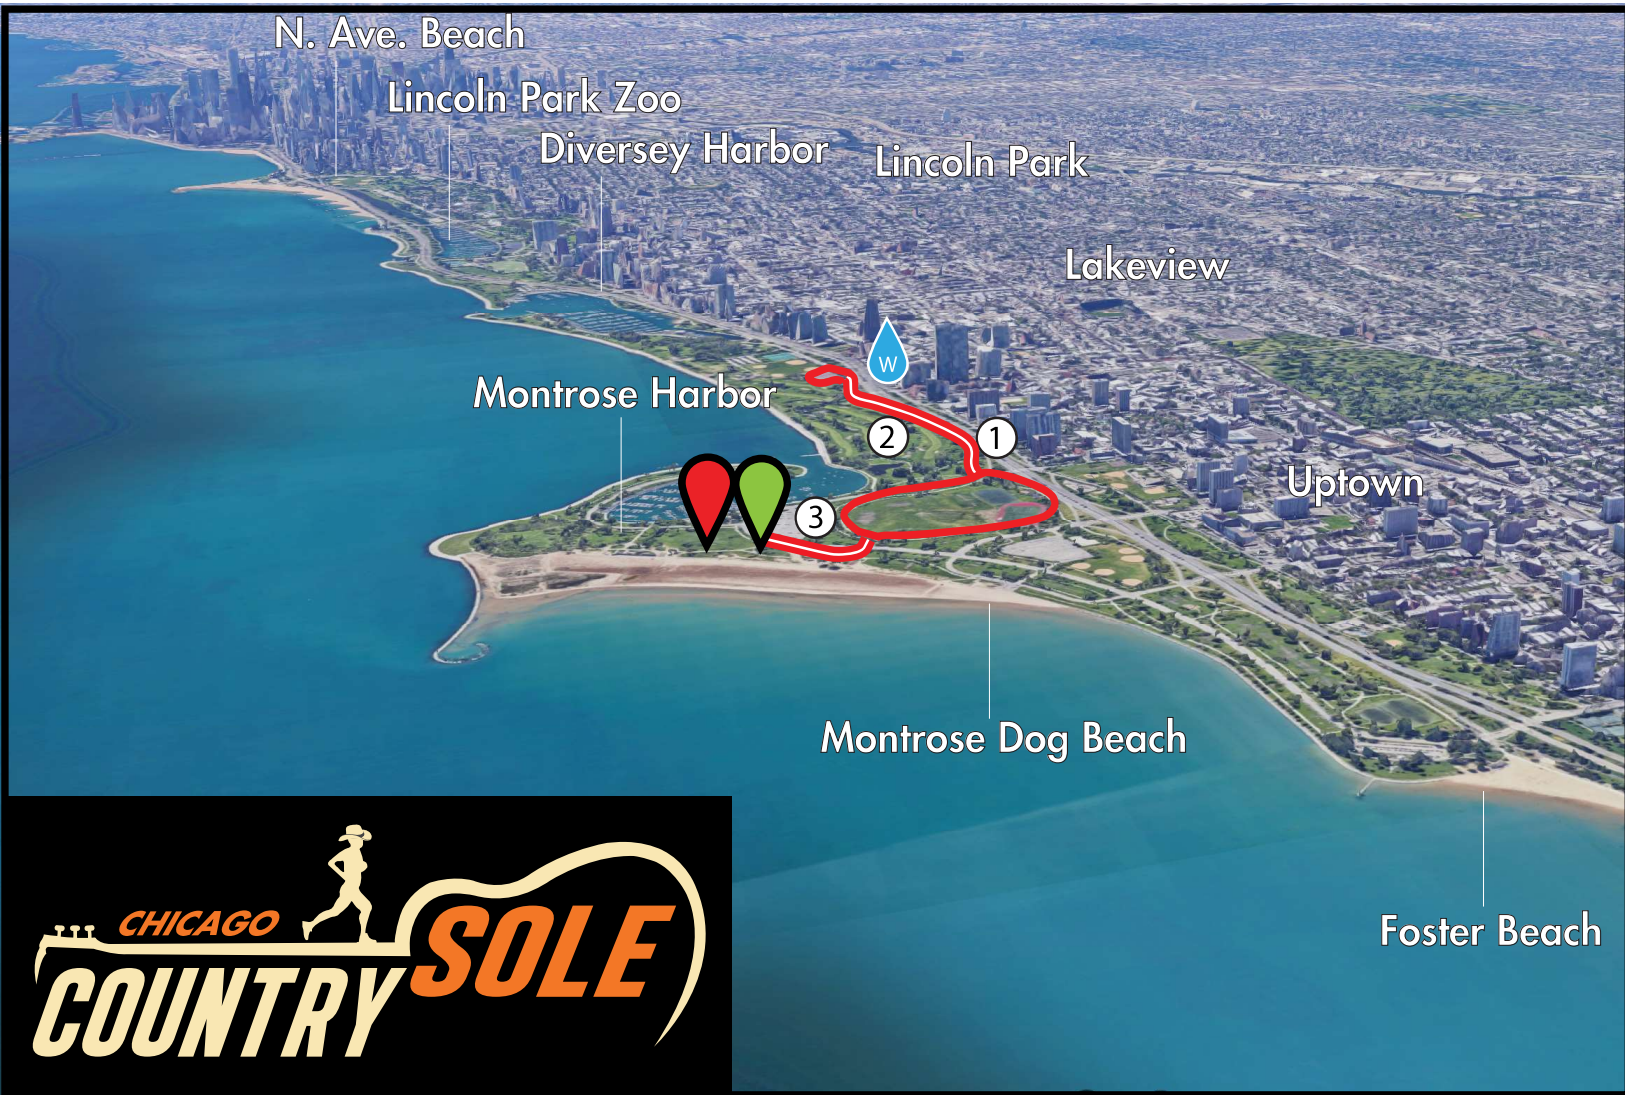 N. Ave. Beach
Lincoln Park Zoo
Diversey Harbor
Lincoln Park
Lakeview
W
Montrose Harbor
2
1
Uptown
3
Montrose Dog Beach
Foster Beach
CHICAGO
COUNTRY
SOLE